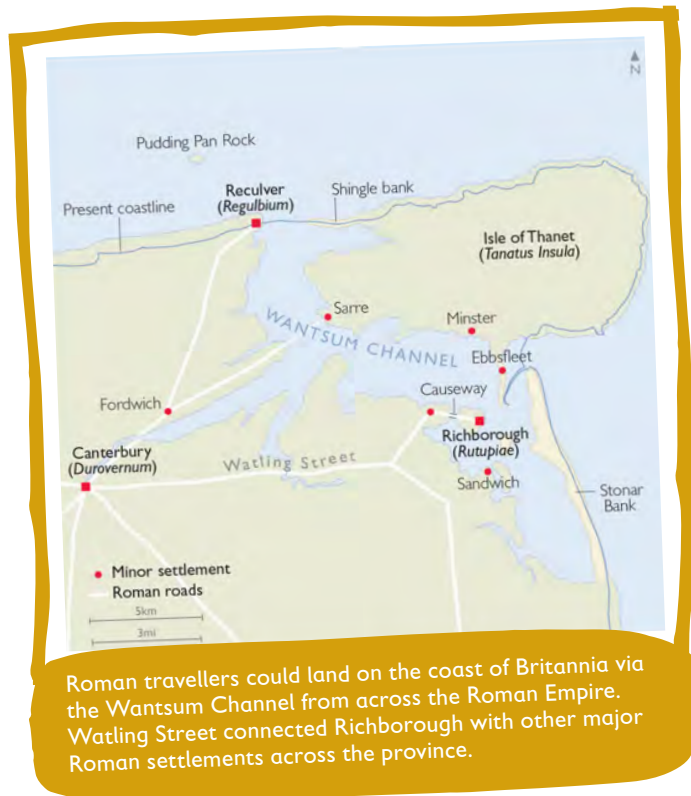 N
Pudding Pan Rock
Reculver
(Regulbium)
Shingle bank
Present coastline
Isle of Thanet
(Tanatus Insula)
Sarre
WANTSUM CHANNEL
Minster
Ebbsfleet
Causeway
Fordwich
Richborough
(Rutupiae)
Canterbury
(Durovernum)
Watling Street
Sandwich
Stonar
Bank
Minor settlement
Roman roads
5km
3mi
Roman travellers could land on the coast of Britannia via
the Wantsum Channel from across the Roman Empire.
Watling Street connected Richborough with other major
Roman settlements across the province.